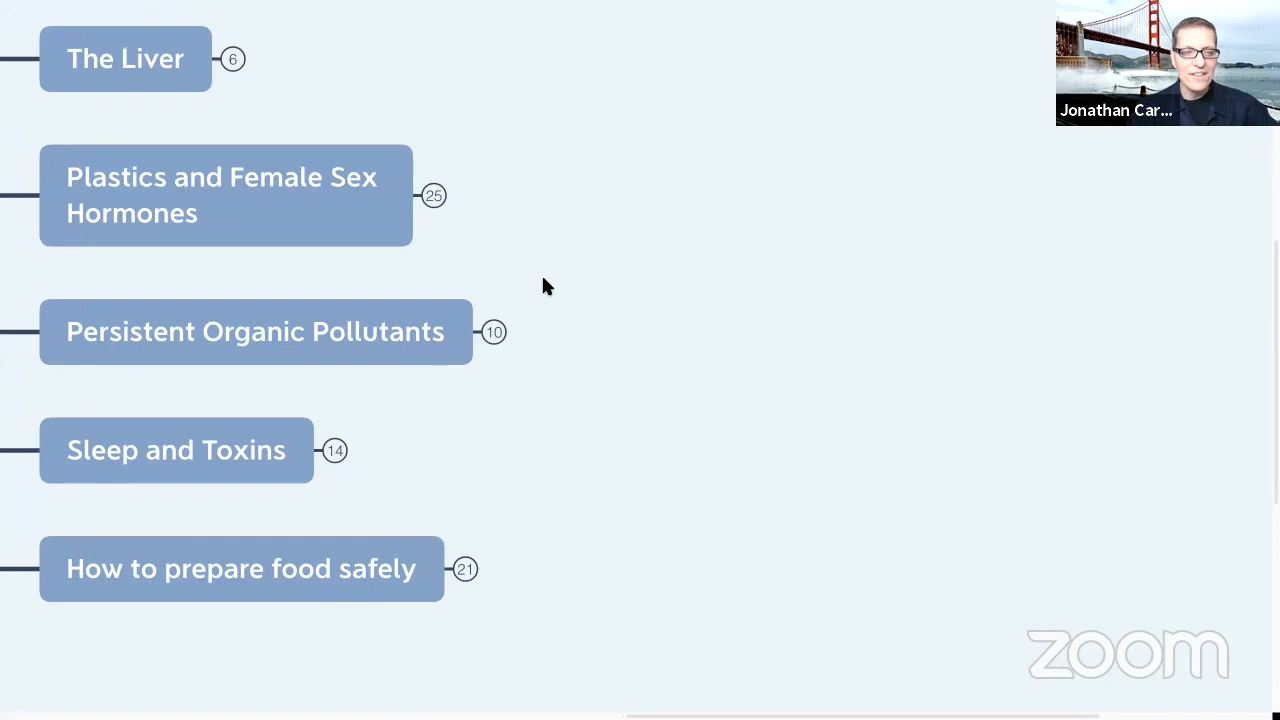 The Liver
6
Jonathan Car...
Plastics and Female Sex
Hormones
25
Persistent Organic Pollutants
10
Sleep and Toxins
14
How to prepare food safely
21
zoom